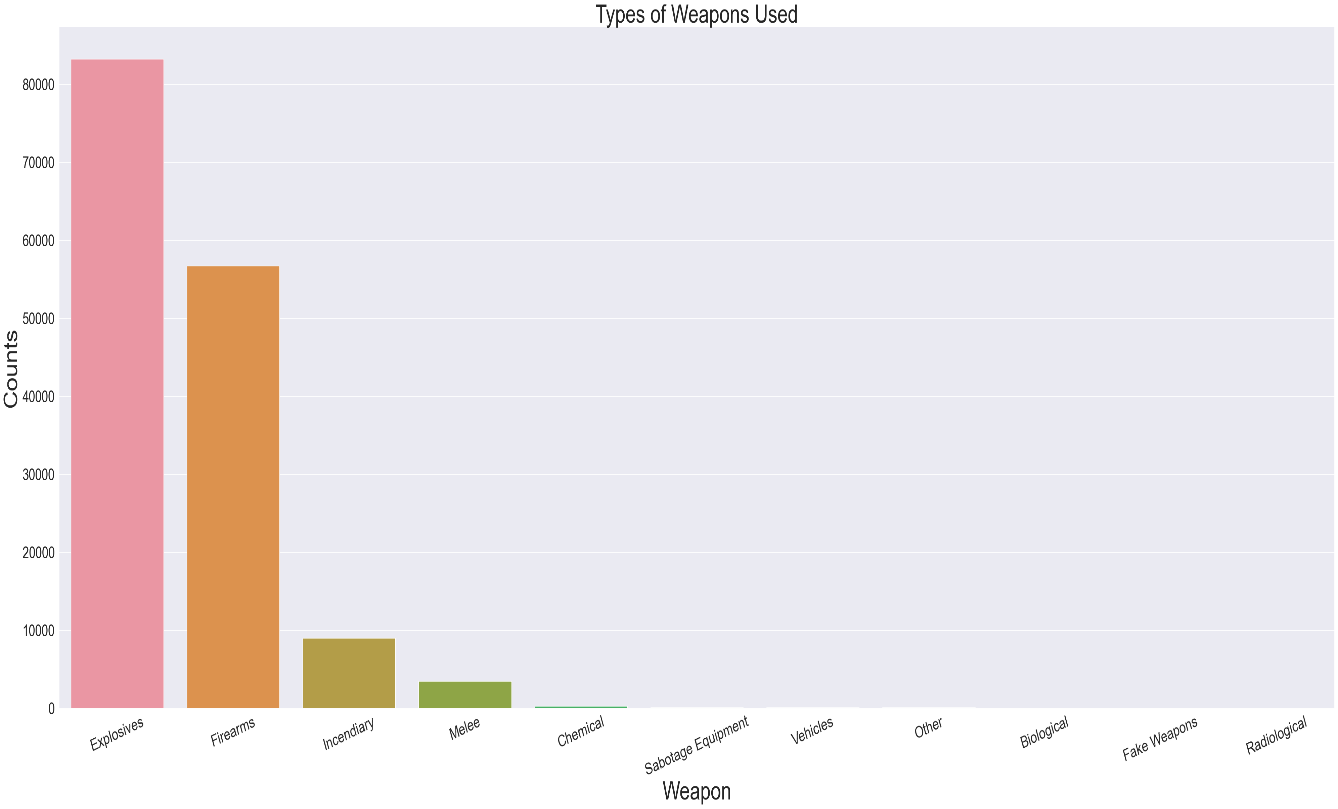 Types of Weapons Used
Counts
80000
70000
60000
50000
40000
30000
20000
10000
0
Explosives
Firearms
Incendiary
Melee
Chemical
Sabotage Equipment
Vehicles
Other
Biological
Fake Weapons
Radiological
Weapon